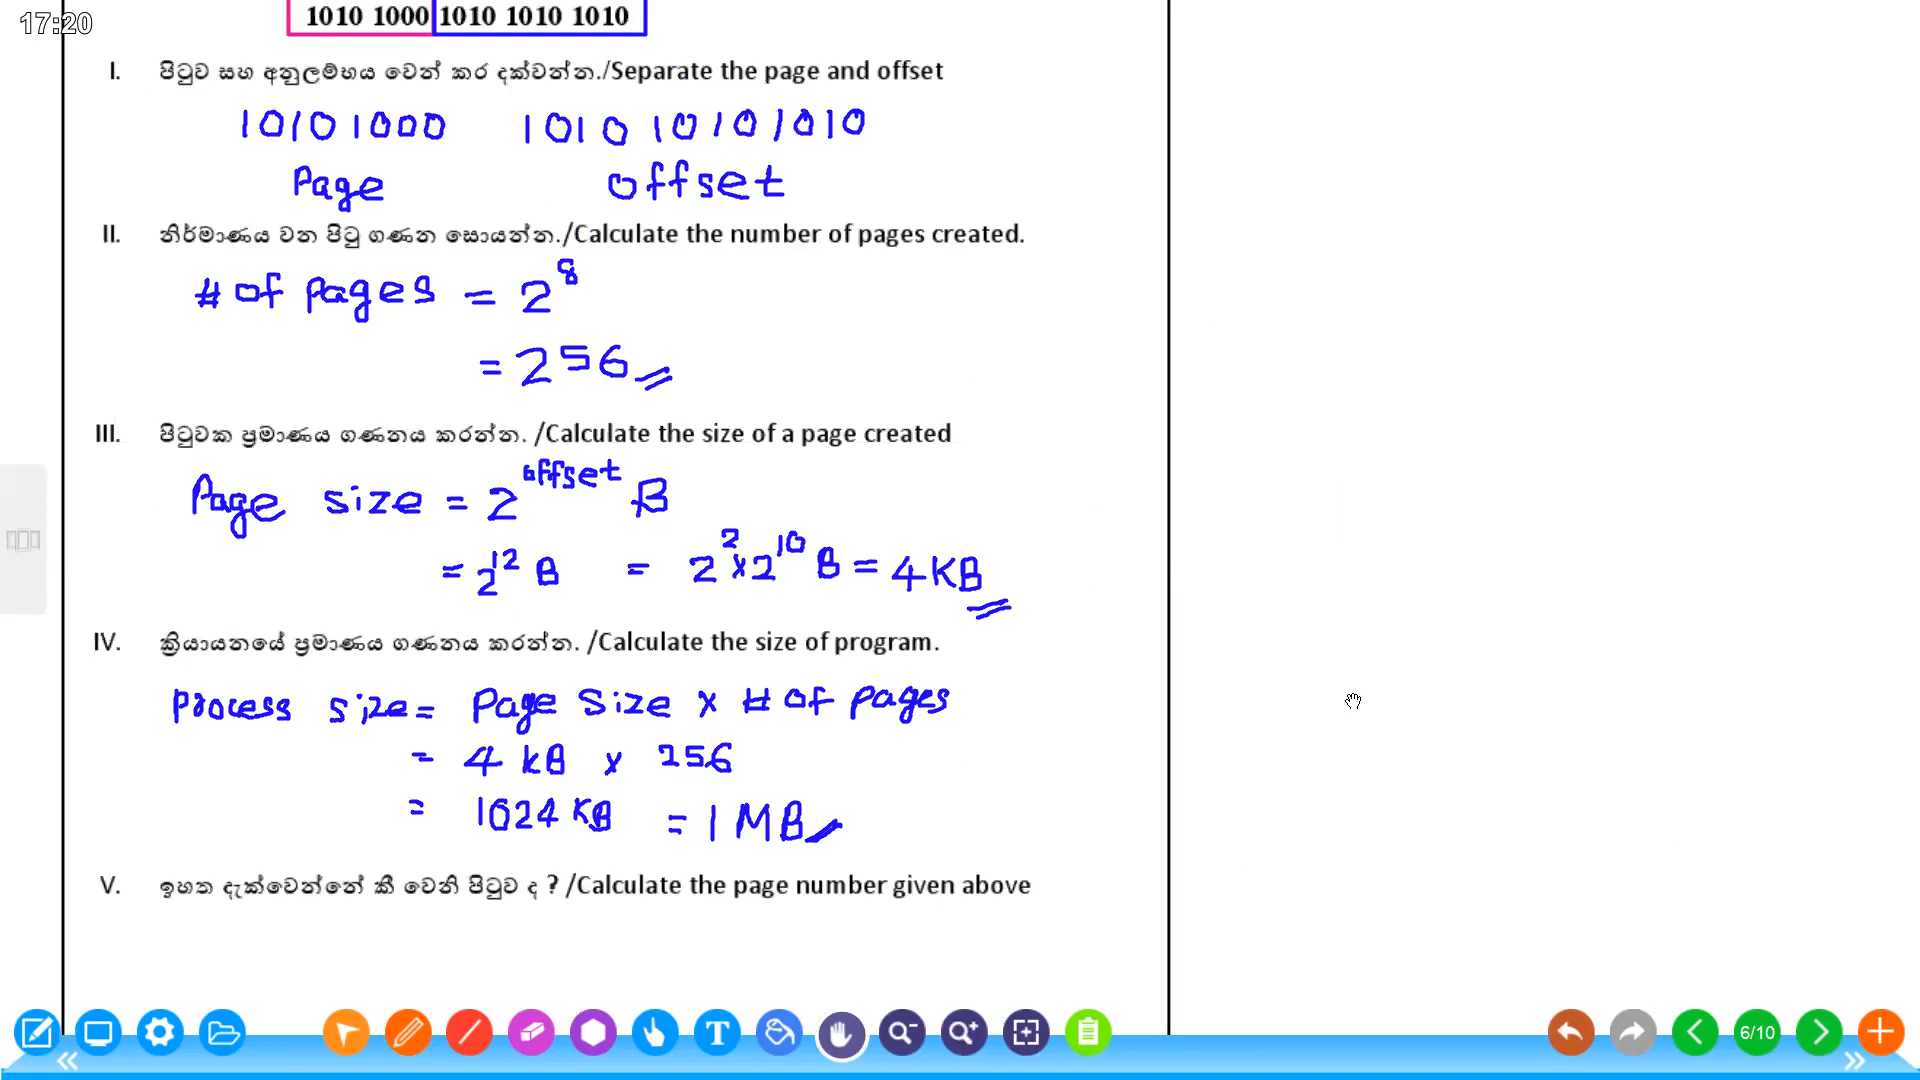 17:20
1010 1000 1010 1010 1010
I. පිටුව සහ අනුලම්භය වෙන් කර දක්වන්න./Separate the page and offset
10101000 101010101010
Page offset
II. නිර්මාණය වන පිටු ගණන සොයන්න./Calculate the number of pages created.
# of pages = 2^8
= 256
III. පිටුවක ප්‍රමාණය ගණනය කරන්න. /Calculate the size of a page created
Page size = 2^offset B
= 2^12 B = 2^2 x 2^10 B = 4 KB
IV. ක්‍රියායනයේ ප්‍රමාණය ගණනය කරන්න. /Calculate the size of program.
Process size = Page size x # of pages
= 4 KB x 256
= 1024 KB = 1 MB
V. ඉහත දැක්වෙන්නේ කී වෙනි පිටුව ද ? /Calculate the page number given above
T
6/10